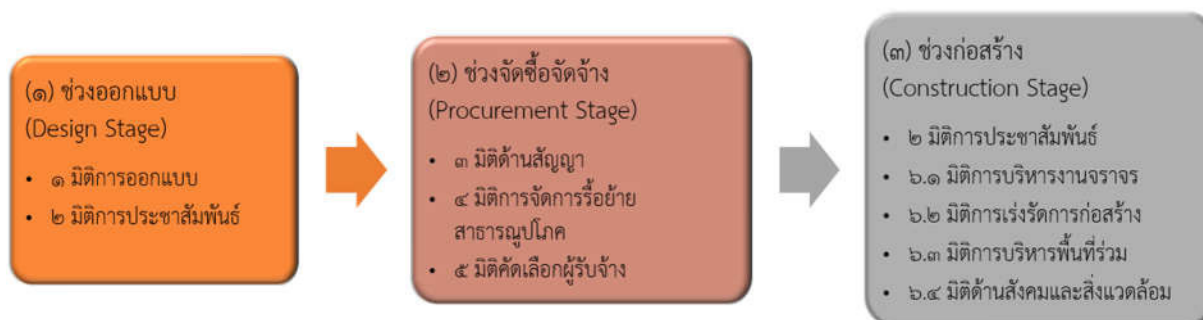 (๑) ช่วงออกแบบ
(Design Stage)
• ๑ มิติการออกแบบ
• ๒ มิติการประชาสัมพันธ์
(๒) ช่วงจัดซื้อจัดจ้าง
(Procurement Stage)
• ๓ มิติด้านสัญญา
• ๔ มิติการจัดการรื้อย้าย
สาธารณูปโภค
• ๕ มิติคัดเลือกผู้รับจ้าง
(๓) ช่วงก่อสร้าง
(Construction Stage)
• ๒ มิติการประชาสัมพันธ์
• ๖.๑ มิติการบริหารงานจราจร
• ๖.๒ มิติการเร่งรัดการก่อสร้าง
• ๖.๓ มิติการบริหารพื้นที่ร่วม
• ๖.๔ มิติด้านสังคมและสิ่งแวดล้อม